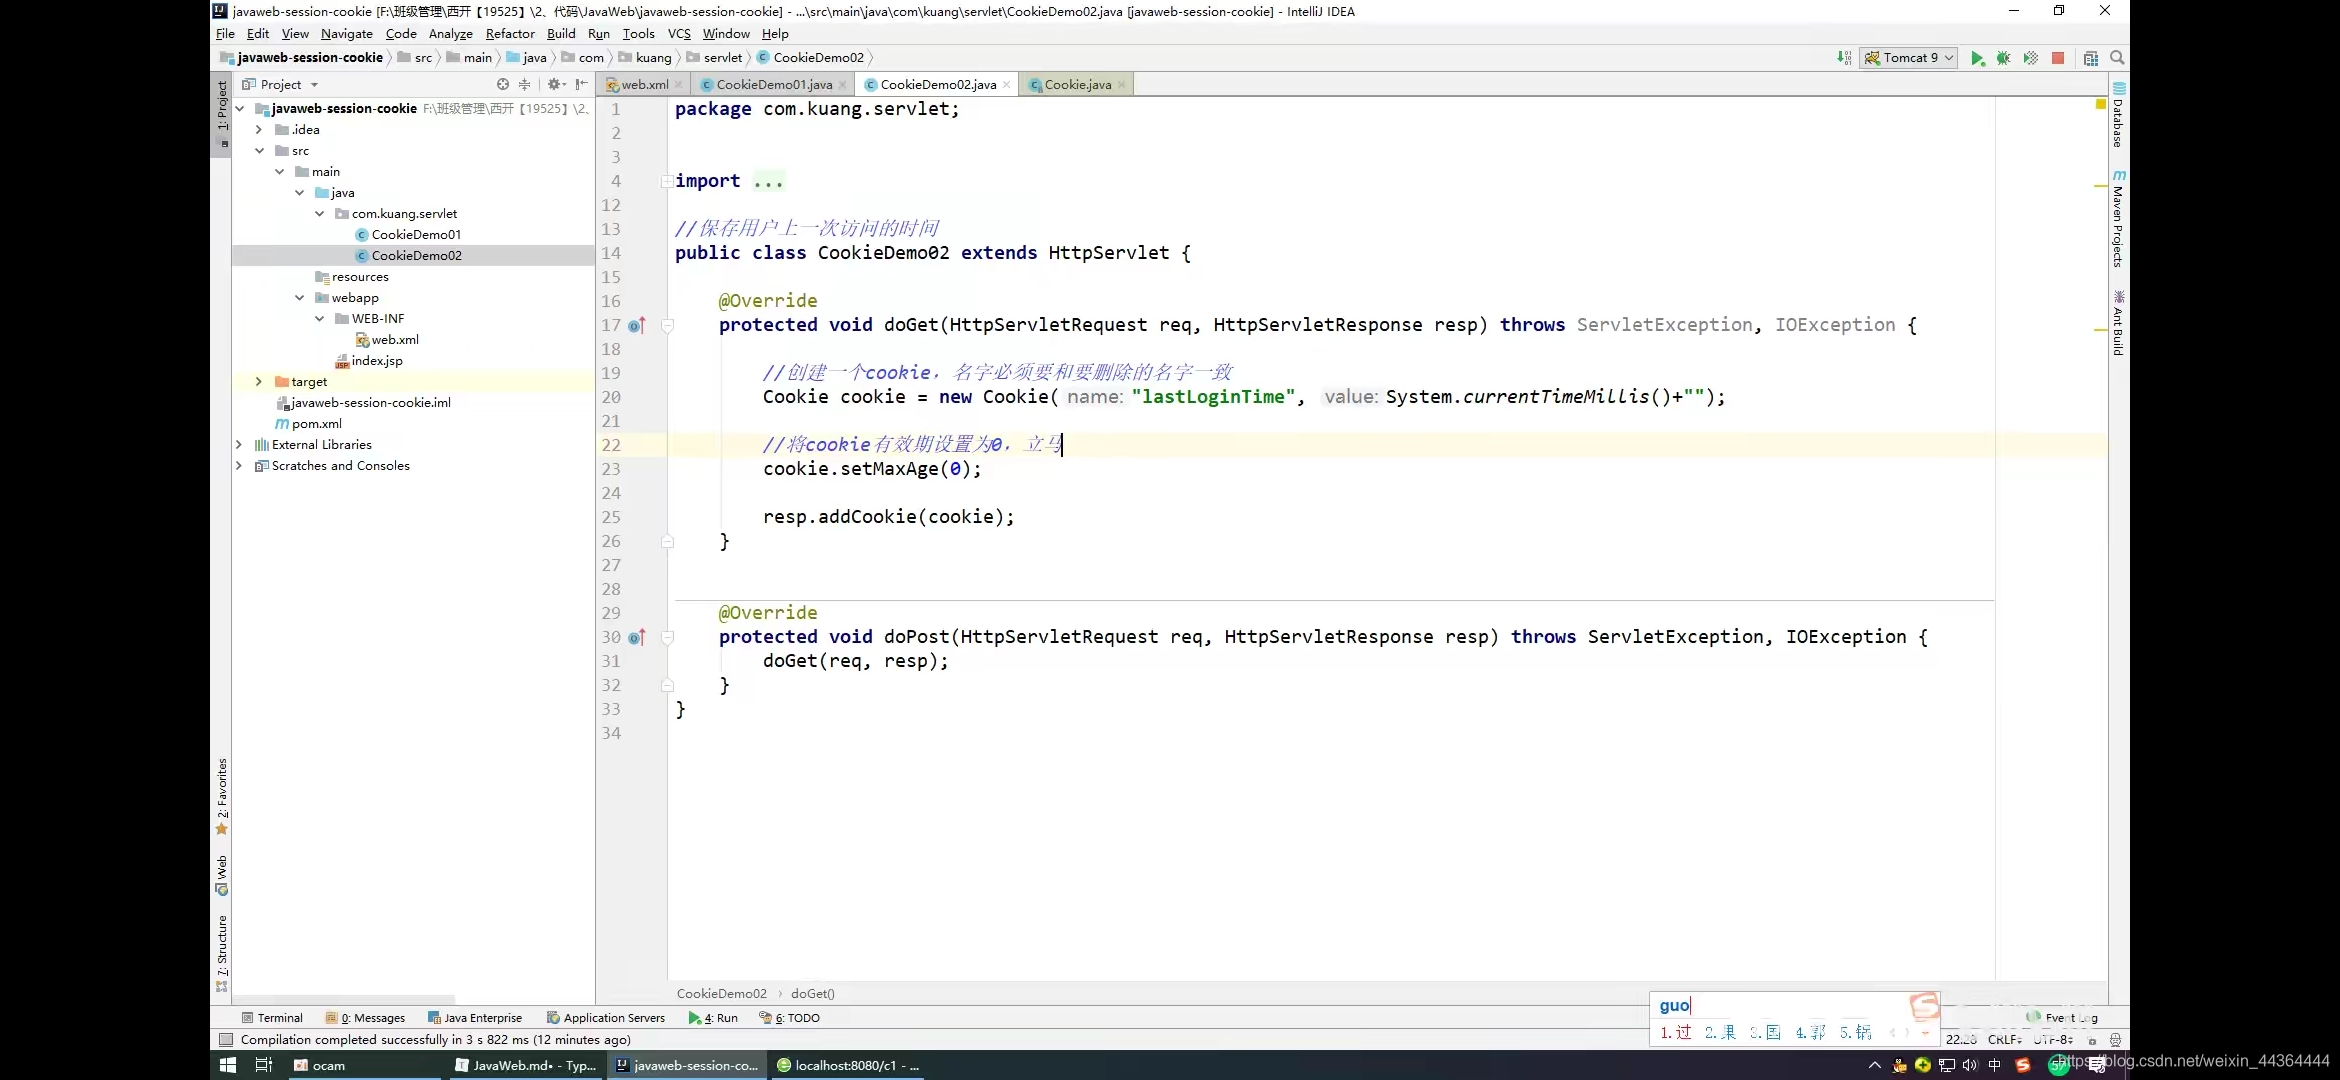 javaweb-session-cookie [F:\班级管理\西开【19525】\2、代码\JavaWeb\javaweb-session-cookie] - ...\src\main\java\com\kuang\servlet\CookieDemo02.java [javaweb-session-cookie] - IntelliJ IDEA
File Edit View Navigate Code Analyze Refactor Build Run Tools VCS Window Help
javaweb-session-cookie src main java com kuang servlet CookieDemo02 Tomcat 9
1: Project
Project
web.xml CookieDemo01.java CookieDemo02.java Cookie.java
javaweb-session-cookie F:\班级管理\西开【19525】\2、
.idea
src
main
java
com.kuang.servlet
CookieDemo01
CookieDemo02
resources
webapp
WEB-INF
web.xml
index.jsp
target
javaweb-session-cookie.iml
pom.xml
External Libraries
Scratches and Consoles
1 package com.kuang.servlet;
2
3
4 import ...
12
13 //保存用户上一次访问的时间
14 public class CookieDemo02 extends HttpServlet {
15
16 @Override
17 protected void doGet(HttpServletRequest req, HttpServletResponse resp) throws ServletException, IOException {
18
19 //创建一个cookie，名字必须要和要删除的名字一致
20 Cookie cookie = new Cookie( name: "lastLoginTime", value: System.currentTimeMillis()+"");
21
22 //将cookie有效期设置为0，立马
23 cookie.setMaxAge(0);
24
25 resp.addCookie(cookie);
26 }
27
28
29 @Override
30 protected void doPost(HttpServletRequest req, HttpServletResponse resp) throws ServletException, IOException {
31 doGet(req, resp);
32 }
33 }
34
Database
Maven Projects
Ant Build
2: Favorites
Web
7: Structure
CookieDemo02 doGet()
Terminal 0: Messages Java Enterprise Application Servers 4: Run 6: TODO Event Log
guo
1.过 2.果 3.国 4.郭 5.锅
Compilation completed successfully in 3 s 822 ms (12 minutes ago) 22:28 CRLF UTF-8
ocam JavaWeb.md• - Typ... javaweb-session-co... localhost:8080/c1 - ... 中 57
https://blog.csdn.net/weixin_44364444